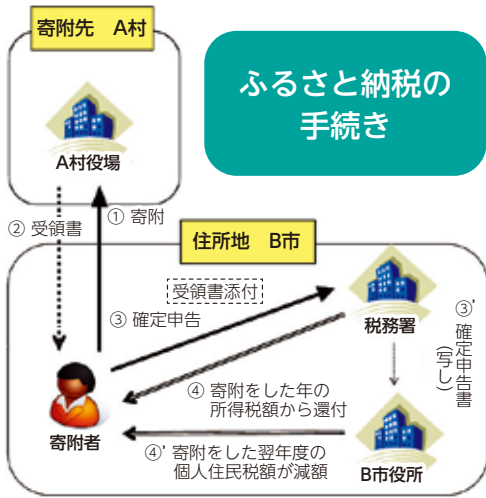 寄附先 A村
ふるさと納税の
手続き
A村役場
② 受領書
① 寄附
住所地 B市
受領書添付
③ 確定申告
税務署
③' 確定申告書
(写し)
④ 寄附をした年の
所得税額から還付
寄附者
④' 寄附をした翌年度の
個人住民税額が減額
B市役所